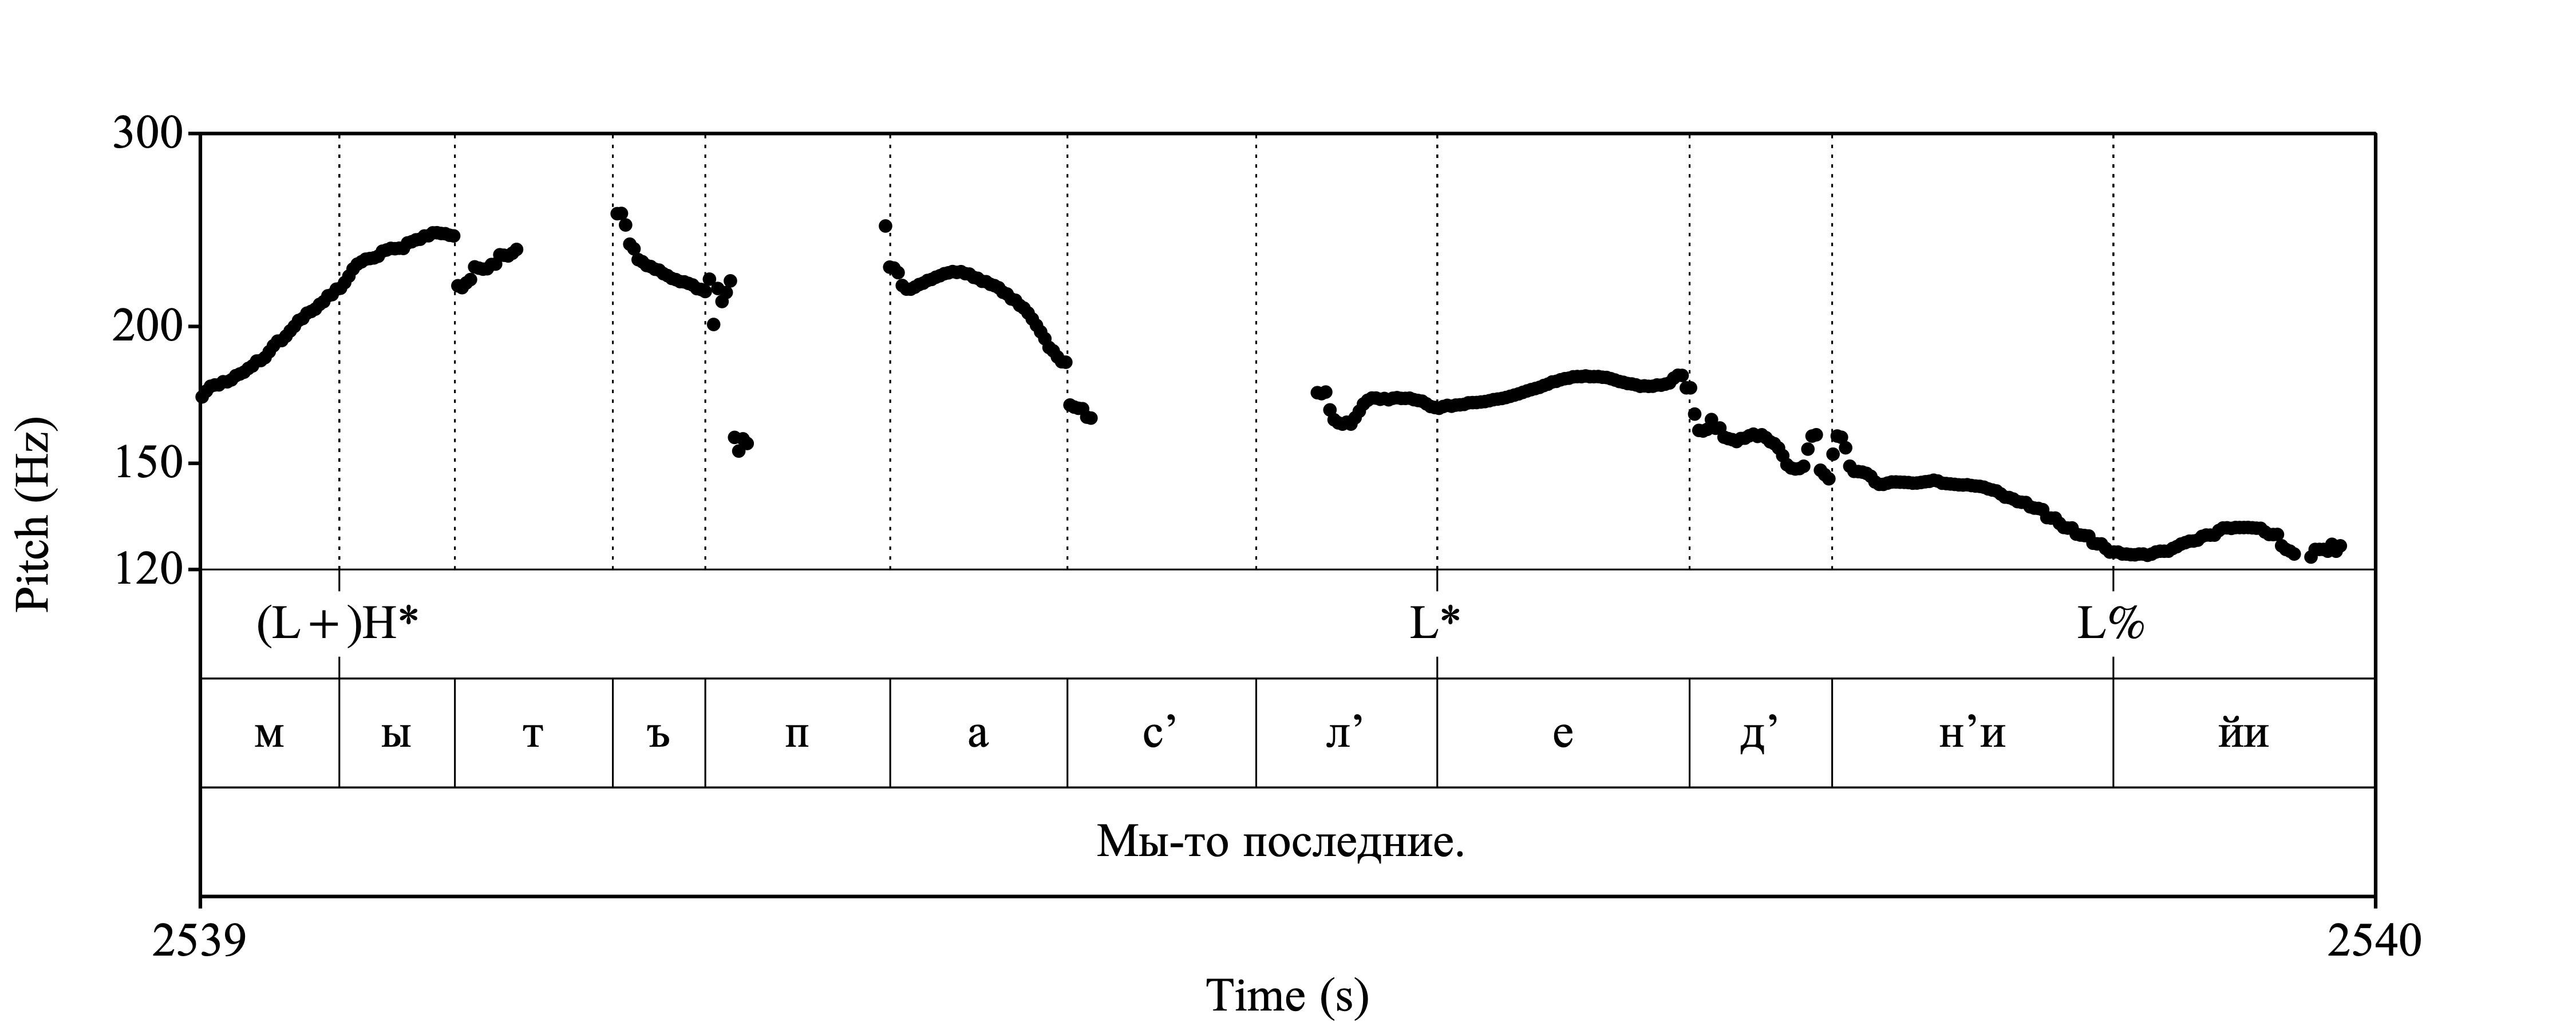 300
200
150
120
Pitch (Hz)
(L+)H* L* L%
м ы т ъ п а с’ л’ е д’ н’и йи
Мы-то последние.
2539 2540
Time (s)